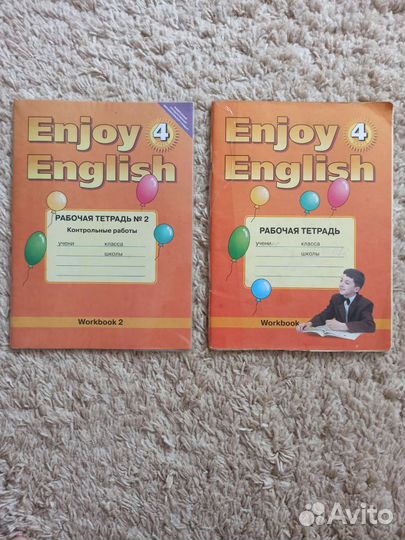 Enjoy 4
English
РАБОЧАЯ ТЕТРАДЬ № 2
Контрольные работы
учени класса
школы
Workbook 2
Enjoy 4
English
РАБОЧАЯ ТЕТРАДЬ
учени класса
школы
Workbook
Avito